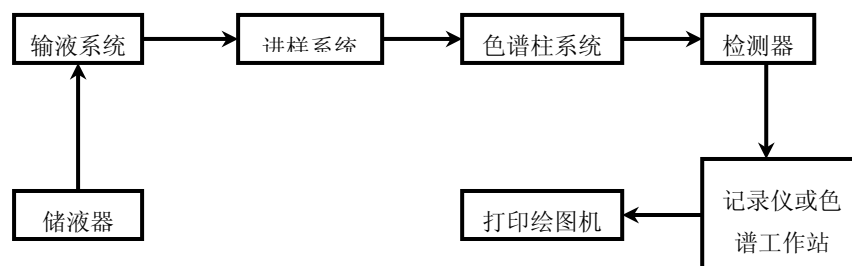 输液系统
进样系统
色谱柱系统
检测器
储液器
打印绘图机
记录仪或色
谱工作站